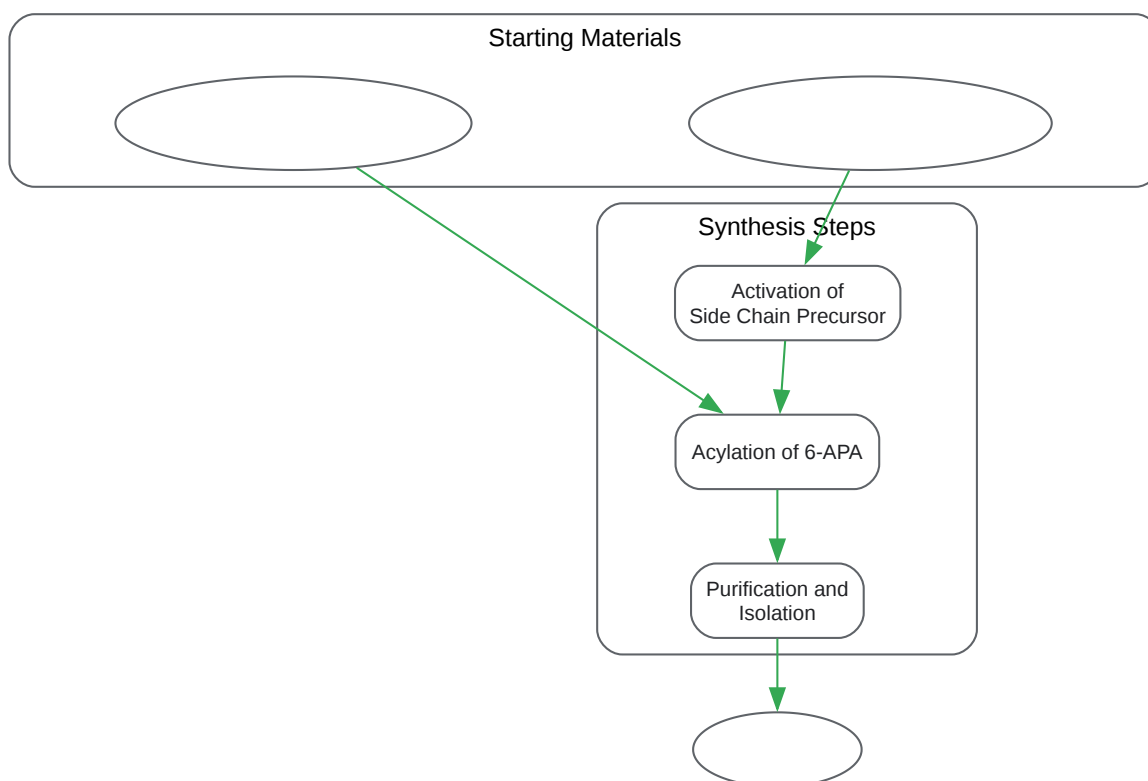 Starting Materials
Synthesis Steps
Activation of
Side Chain Precursor
Acylation of 6-APA
Purification and
Isolation